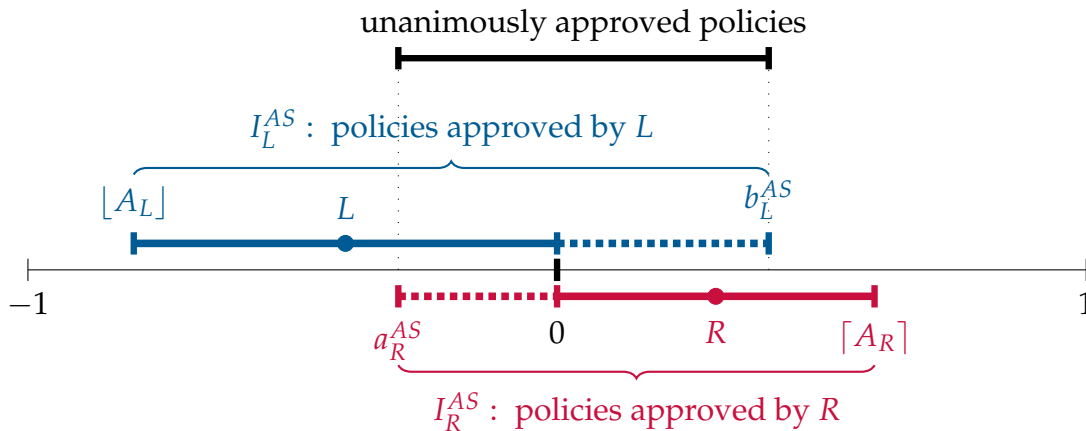 unanimously approved policies
I_L^{AS} : policies approved by L
⌊A_L⌋ L b_L^{AS}
−1 a_R^{AS} 0 R ⌈A_R⌉ 1
I_R^{AS} : policies approved by R